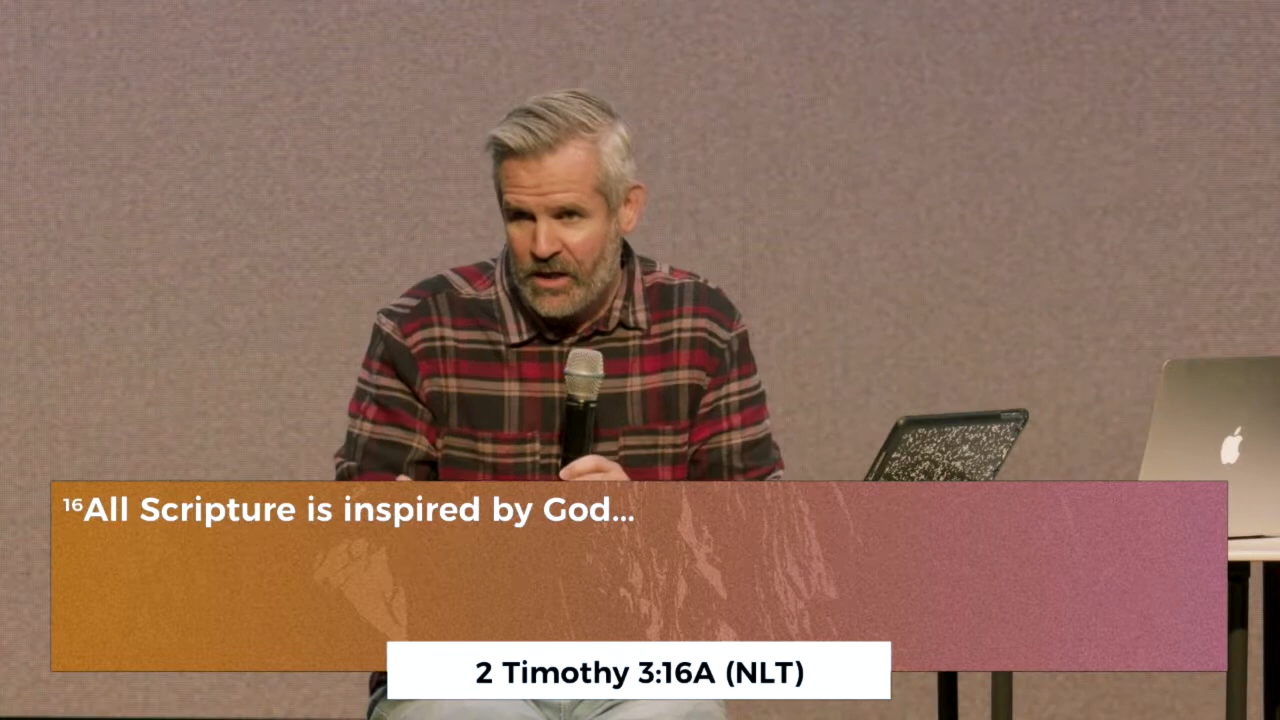 ¹⁶All Scripture is inspired by God...
2 Timothy 3:16A (NLT)